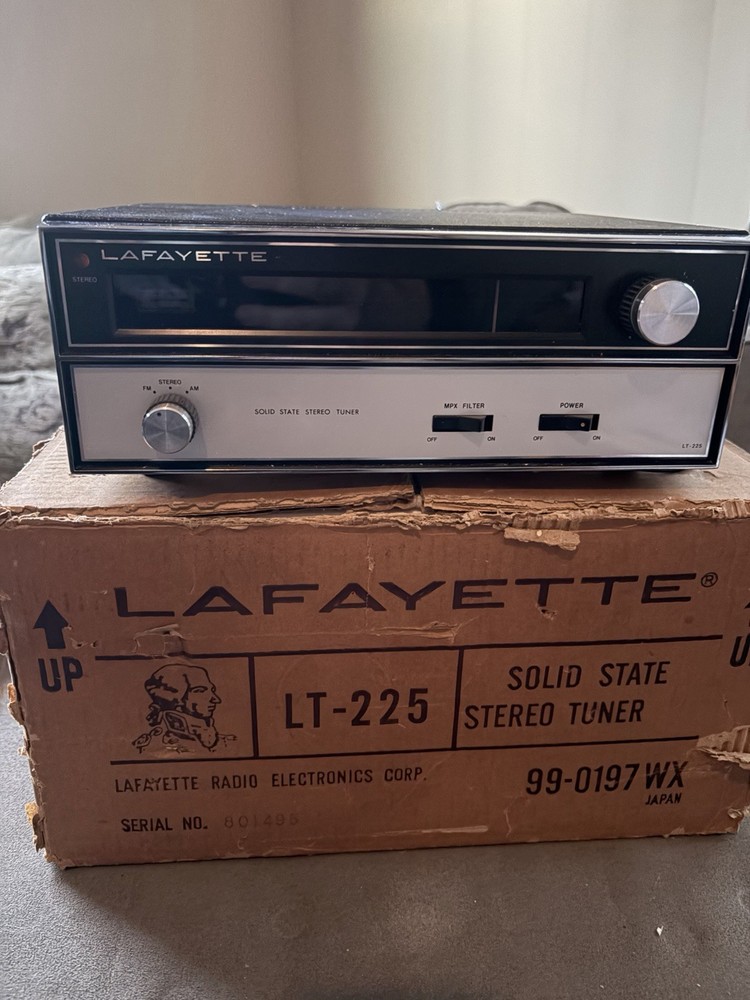 LAFAYETTE
STEREO
STEREO
FM AM
SOLID STATE STEREO TUNER
MPX FILTER
OFF ON
POWER
OFF ON
LT-225
LAFAYETTE®
UP
LT-225
SOLID STATE
STEREO TUNER
LAFAYETTE RADIO ELECTRONICS CORP.
99-0197 WX
JAPAN
SERIAL NO. 801495